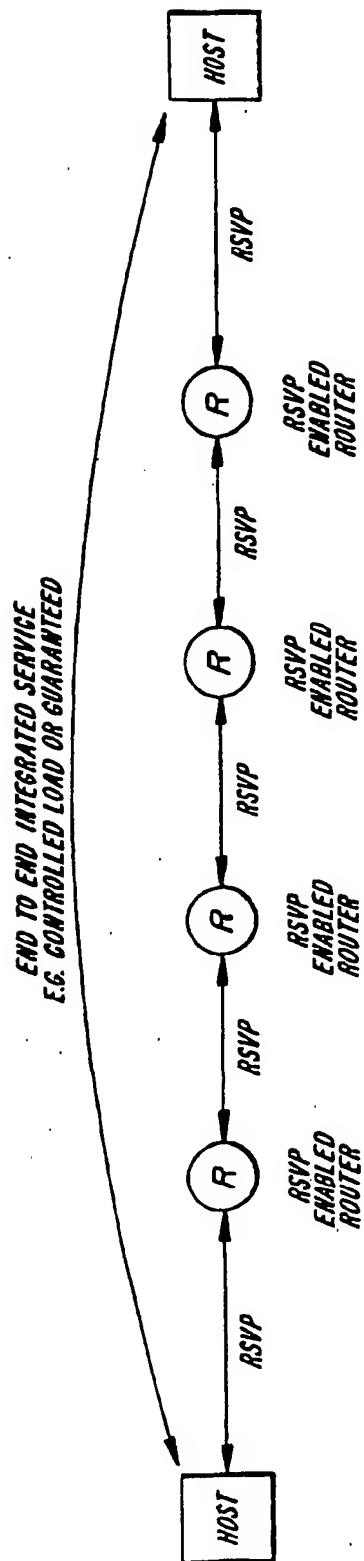 END TO END INTEGRATED SERVICE
E.G. CONTROLLED LOAD OR GUARANTEED
HOST
RSVP
R
RSVP
R
RSVP
R
RSVP
R
RSVP
HOST
RSVP
ENABLED
ROUTER
RSVP
ENABLED
ROUTER
RSVP
ENABLED
ROUTER
RSVP
ENABLED
ROUTER